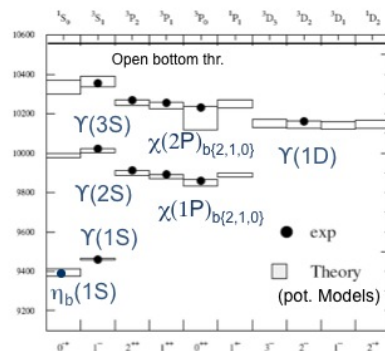 ¹S₀ ³S₁ ³P₂ ³P₁ ³P₀ ¹P₁ ³D₃ ³D₂ ³D₁ ¹D₂
10600
Open bottom thr.
10400
ϒ(3S)
χ(2P)b{2,1,0}
10200
ϒ(1D)
10000
ϒ(2S)
χ(1P)b{2,1,0}
9800
ϒ(1S)
9600
exp
Theory
9400
ηb(1S)
(pot. Models)
0⁻⁺ 1⁻⁻ 2⁺⁺ 1⁺⁺ 0⁺⁺ 1⁺⁻ 3⁻⁻ 2⁻⁻ 1⁻⁻ 2⁻⁺